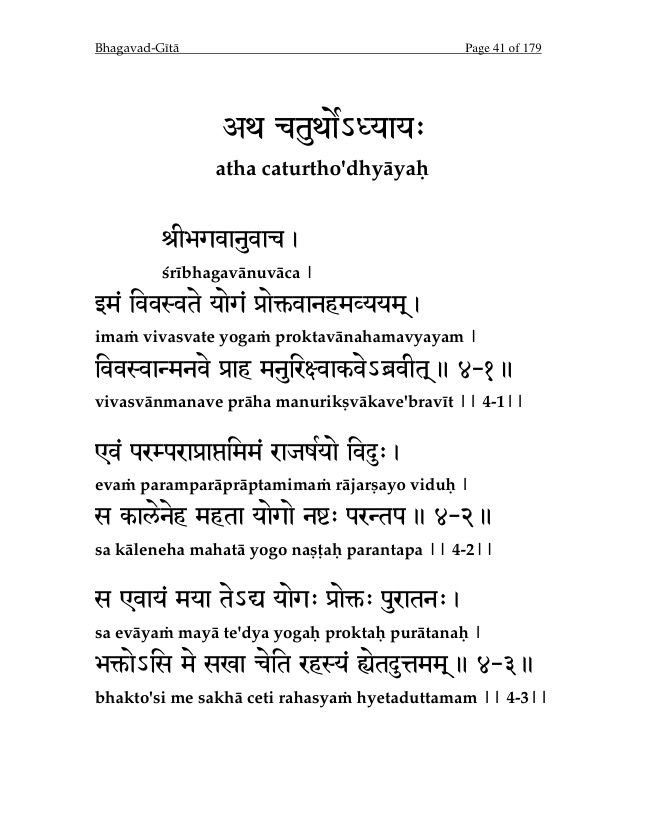 Bhagavad-Gītā Page 41 of 179
अथ चतुर्थोऽध्यायः
atha caturtho'dhyāyaḥ
श्रीभगवानुवाच ।
śrībhagavānuvāca |
इमं विवस्वते योगं प्रोक्तवानहमव्ययम् ।
imaṁ vivasvate yogaṁ proktavānahamavyayam |
विवस्वान्मनवे प्राह मनुरिक्ष्वाकवेऽब्रवीत् ॥ ४-१॥
vivasvānmanave prāha manurikṣvākave'bravīt || 4-1||
एवं परम्पराप्राप्तमिमं राजर्षयो विदुः ।
evaṁ paramparāprāptamimaṁ rājarṣayo viduḥ |
स कालेनेह महता योगो नष्टः परन्तप ॥ ४-२॥
sa kāleneha mahatā yogo naṣṭaḥ parantapa || 4-2||
स एवायं मया तेऽद्य योगः प्रोक्तः पुरातनः ।
sa evāyaṁ mayā te'dya yogaḥ proktaḥ purātanaḥ |
भक्तोऽसि मे सखा चेति रहस्यं ह्येतदुत्तमम् ॥ ४-३॥
bhakto'si me sakhā ceti rahasyaṁ hyetaduttamam || 4-3||